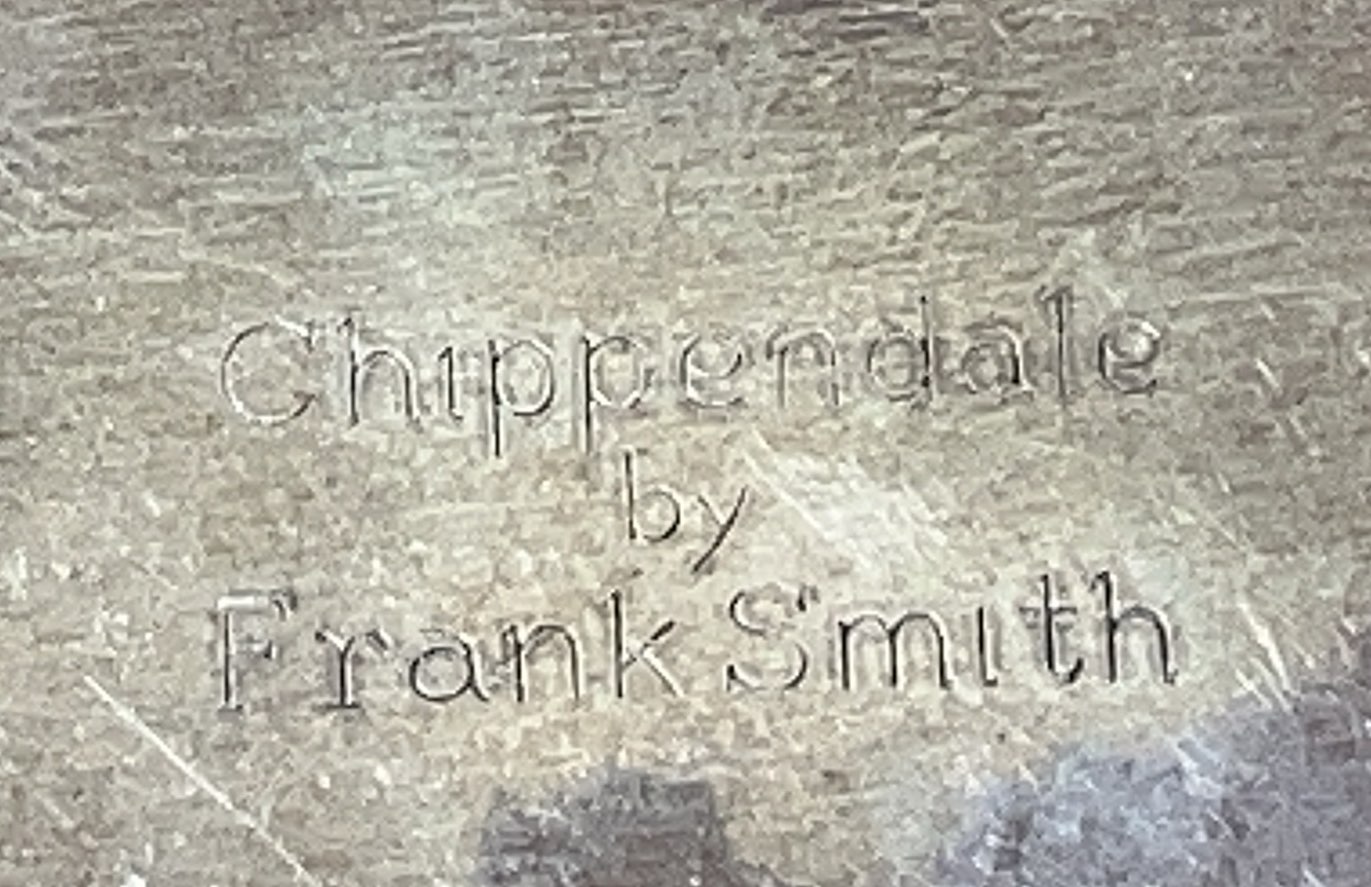 Chippendale
by
Frank Smith